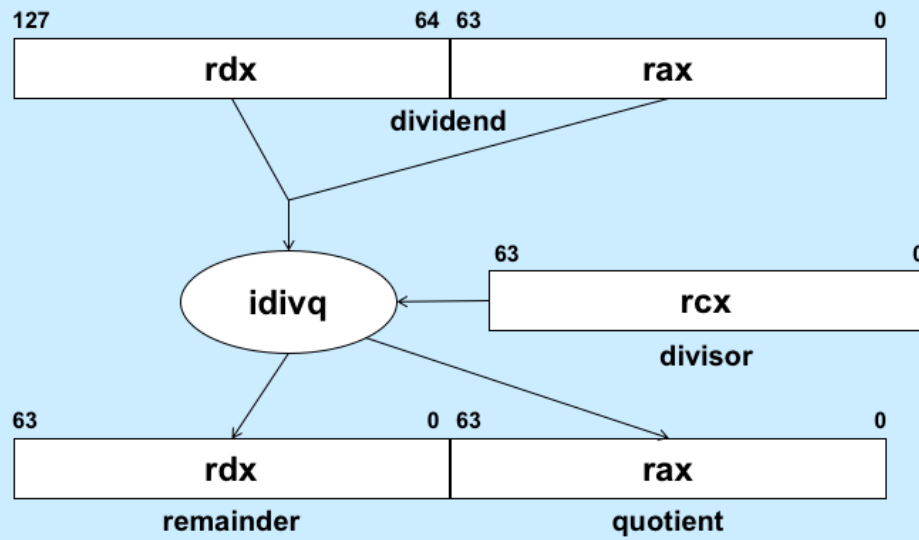 127 64 63 0
rdx rax
dividend
63 0
idivq rcx
divisor
63 0 63 0
rdx rax
remainder quotient